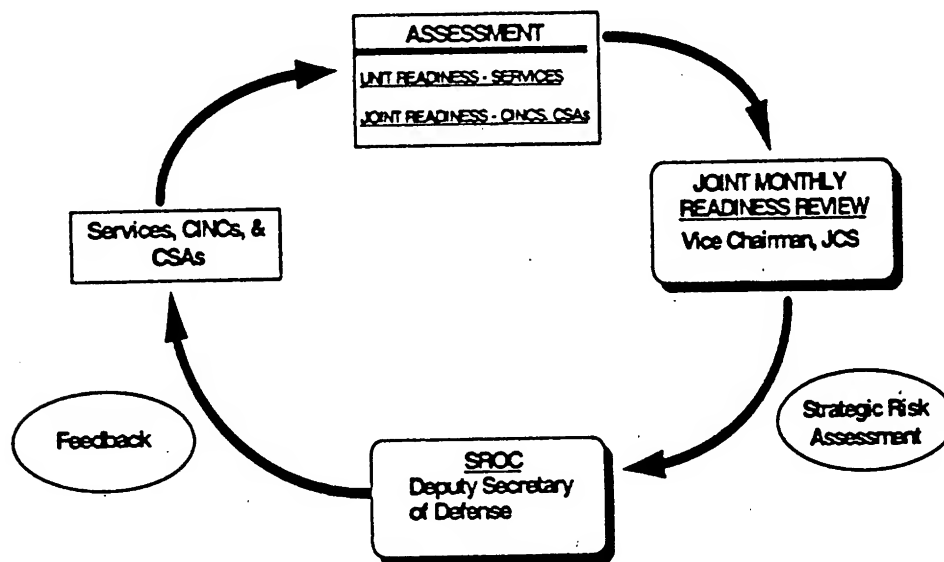 ASSESSMENT
UNIT READINESS - SERVICES
JOINT READINESS - CINCS, CSAs
JOINT MONTHLY
READINESS REVIEW
Vice Chairman, JCS
Services, CINCs, &
CSAs
Feedback
Strategic Risk
Assessment
SROC
Deputy Secretary
of Defense